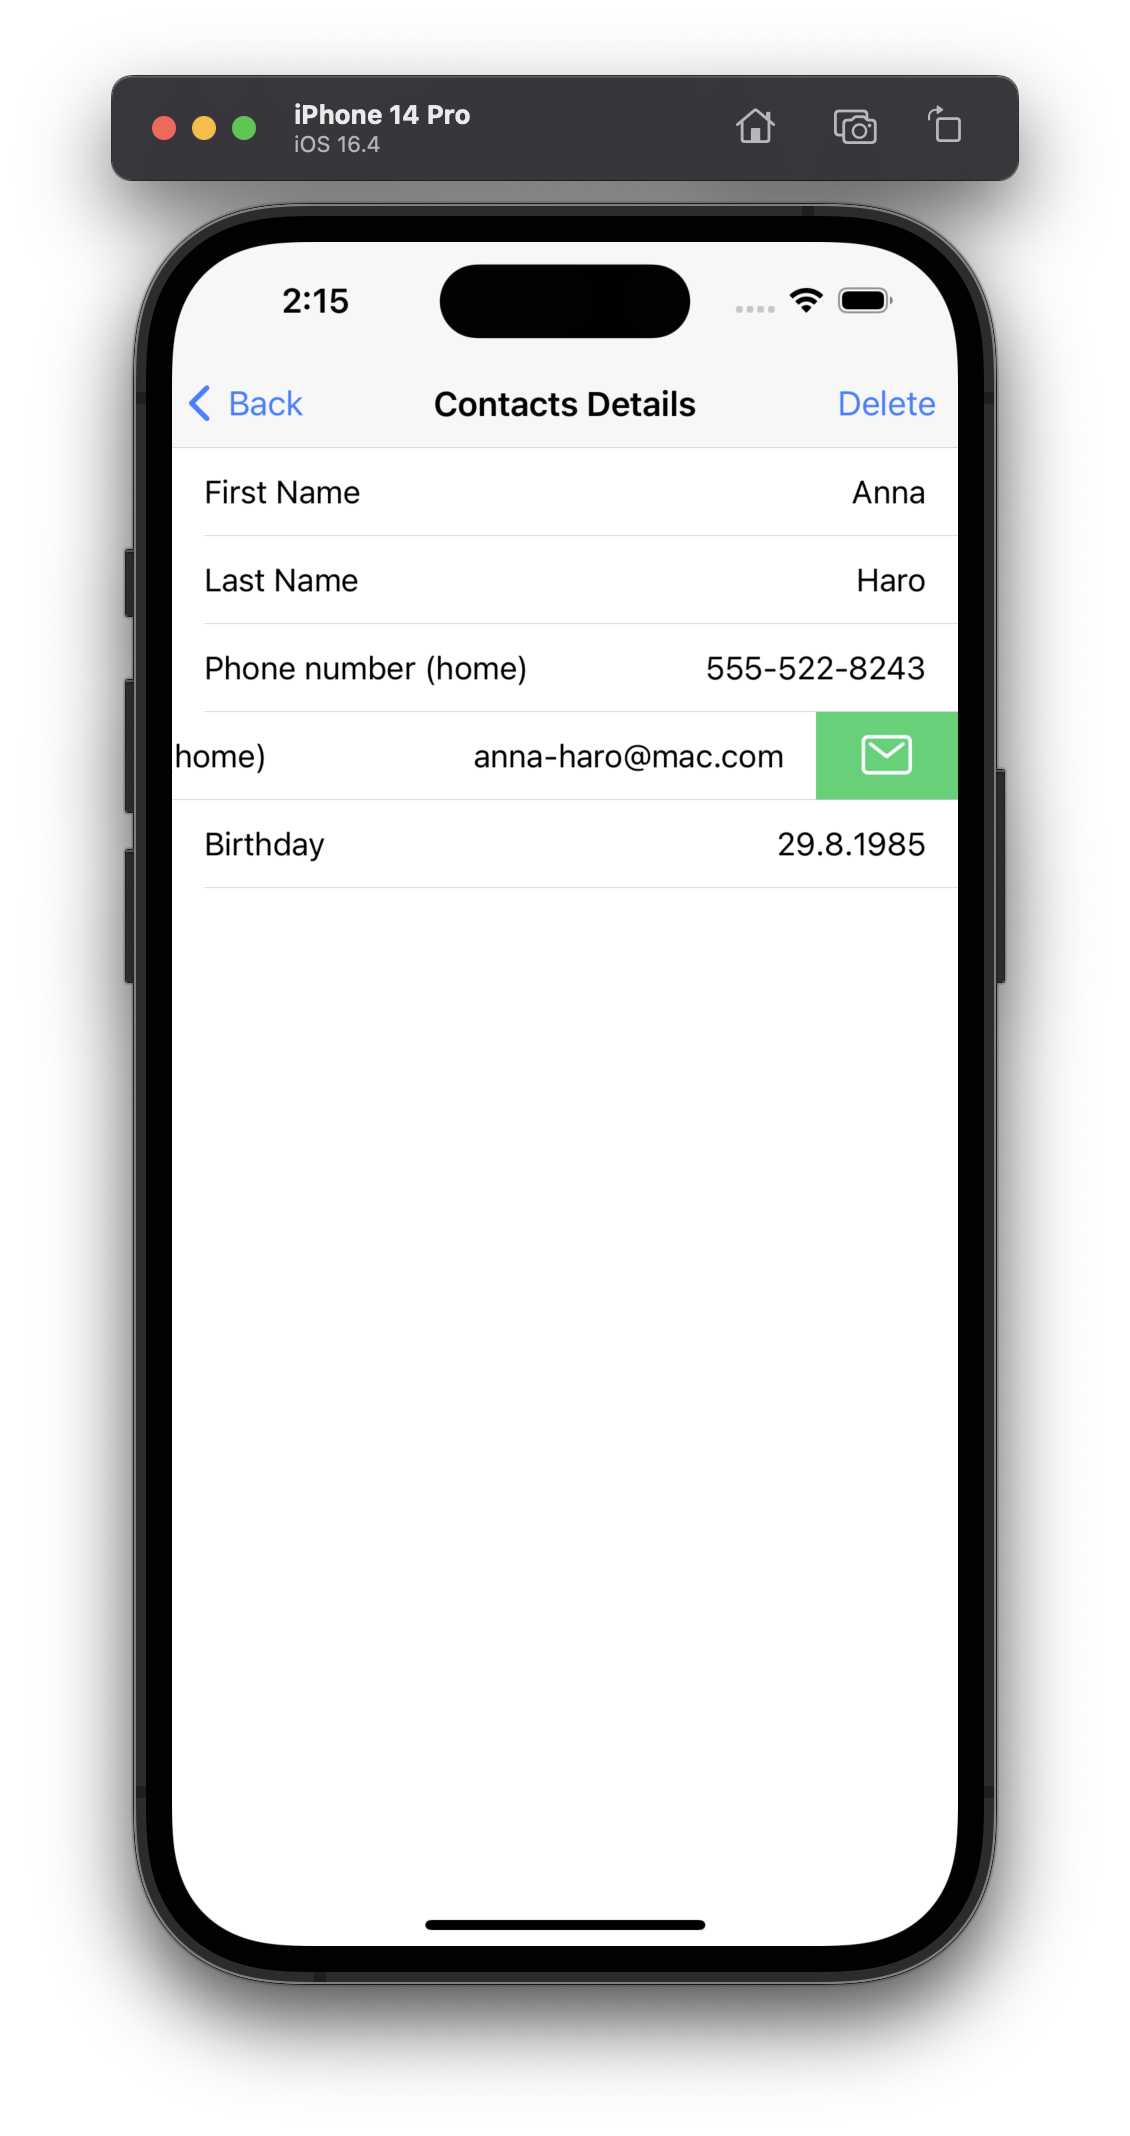 iPhone 14 Pro
iOS 16.4
2:15
Back Contacts Details Delete
First Name Anna
Last Name Haro
Phone number (home) 555-522-8243
home) anna-haro@mac.com
Birthday 29.8.1985